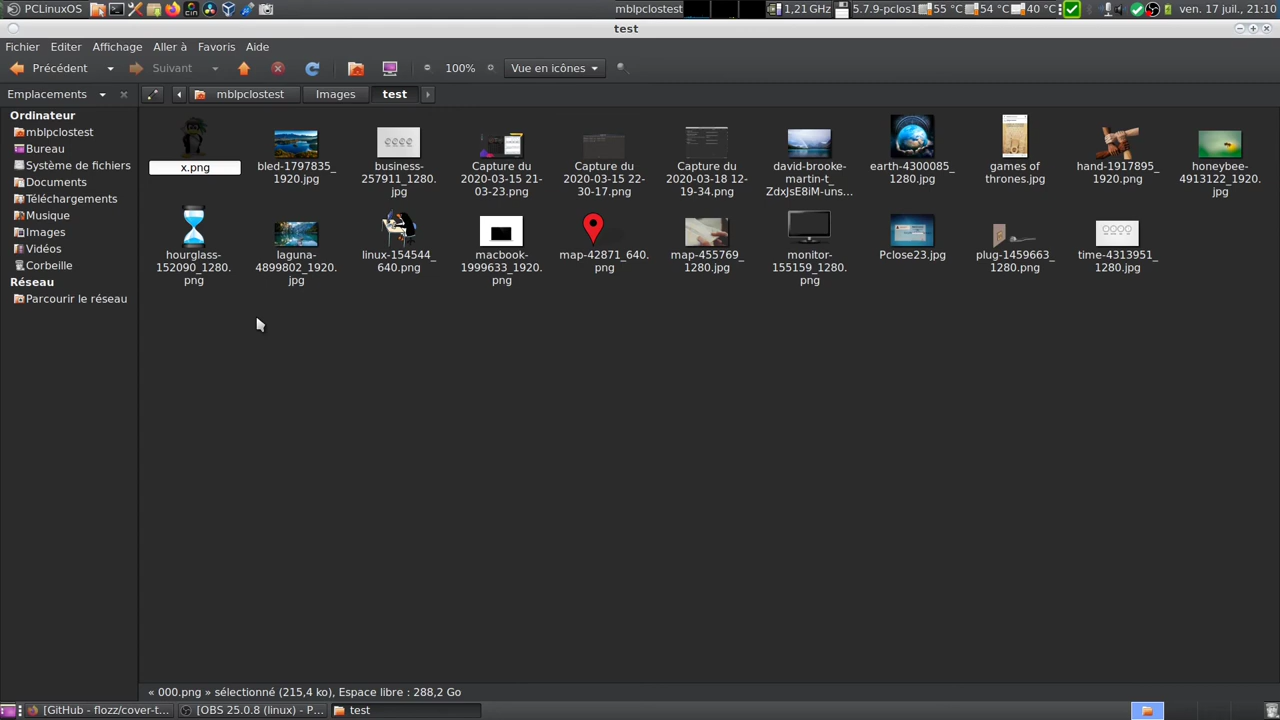 PCLinuxOS
mblpclostest
1,21 GHz
5.7.9-pclos1
55 °C
54 °C
40 °C
ven. 17 juil., 21:10
test
Fichier Editer Affichage Aller à Favoris Aide
Précédent Suivant 100% Vue en icônes
Emplacements
mblpclostest Images test
Ordinateur
mblpclostest
Bureau
Système de fichiers
Documents
Téléchargements
Musique
Images
Vidéos
Corbeille
Réseau
Parcourir le réseau
x.png
bled-1797835_
1920.jpg
business-
257911_1280.
jpg
Capture du
2020-03-15 21-
03-23.png
Capture du
2020-03-15 22-
30-17.png
Capture du
2020-03-18 12-
19-34.png
david-brooke-
martin-t_
ZdxJsE8iM-uns...
earth-4300085_
1280.jpg
games of
thrones.jpg
hand-1917895_
1920.png
honeybee-
4913122_1920.
jpg
hourglass-
152090_1280.
png
laguna-
4899802_1920.
jpg
linux-154544_
640.png
macbook-
1999633_1920.
png
map-42871_640.
png
map-455769_
1280.jpg
monitor-
155159_1280.
png
Pclose23.jpg
plug-1459663_
1280.png
time-4313951_
1280.jpg
« 000.png » sélectionné (215,4 ko), Espace libre : 288,2 Go
[GitHub - flozz/cover-t...
[OBS 25.0.8 (linux) - P...
test